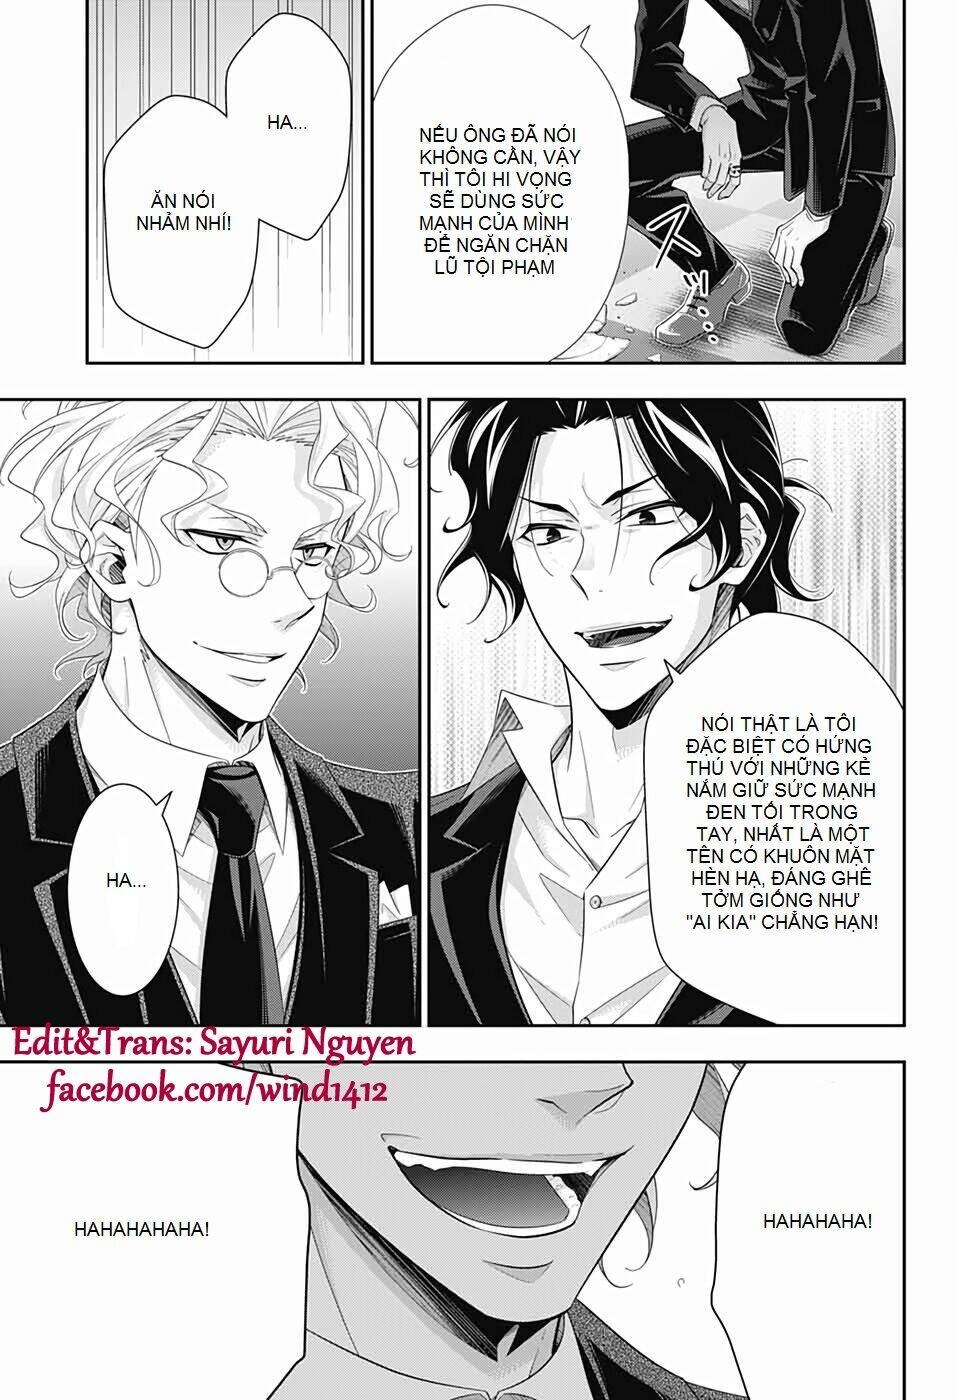 NẾU ÔNG ĐÃ NÓI
KHÔNG CẦN, VẬY
THÌ TÔI HI VỌNG
SẼ DÙNG SỨC
MẠNH CỦA MÌNH
ĐỂ NGĂN CHẶN
LŨ TỘI PHẠM
ス
HA...
ĂN NÓI
NHẢM NHÍ!
NÓI THẬT LÀ TÔI
ĐẶC BIỆT CÓ HỨNG
THÚ VỚI NHỮNG KẺ
NẮM GIỮ SỨC MẠNH
ĐEN TỐI TRONG
TAY, NHẤT LÀ MỘT
TÊN CÓ KHUÔN MẶT
HÈN HẠ, ĐÁNG GHÊ
TỞM GIỐNG NHƯ
"AI KIA" CHẲNG HẠN!
HA...
Edit&Trans: Sayuri Nguyen
facebook.com/wind1412
HAHAHAHA!
HAHAHAHAHA!